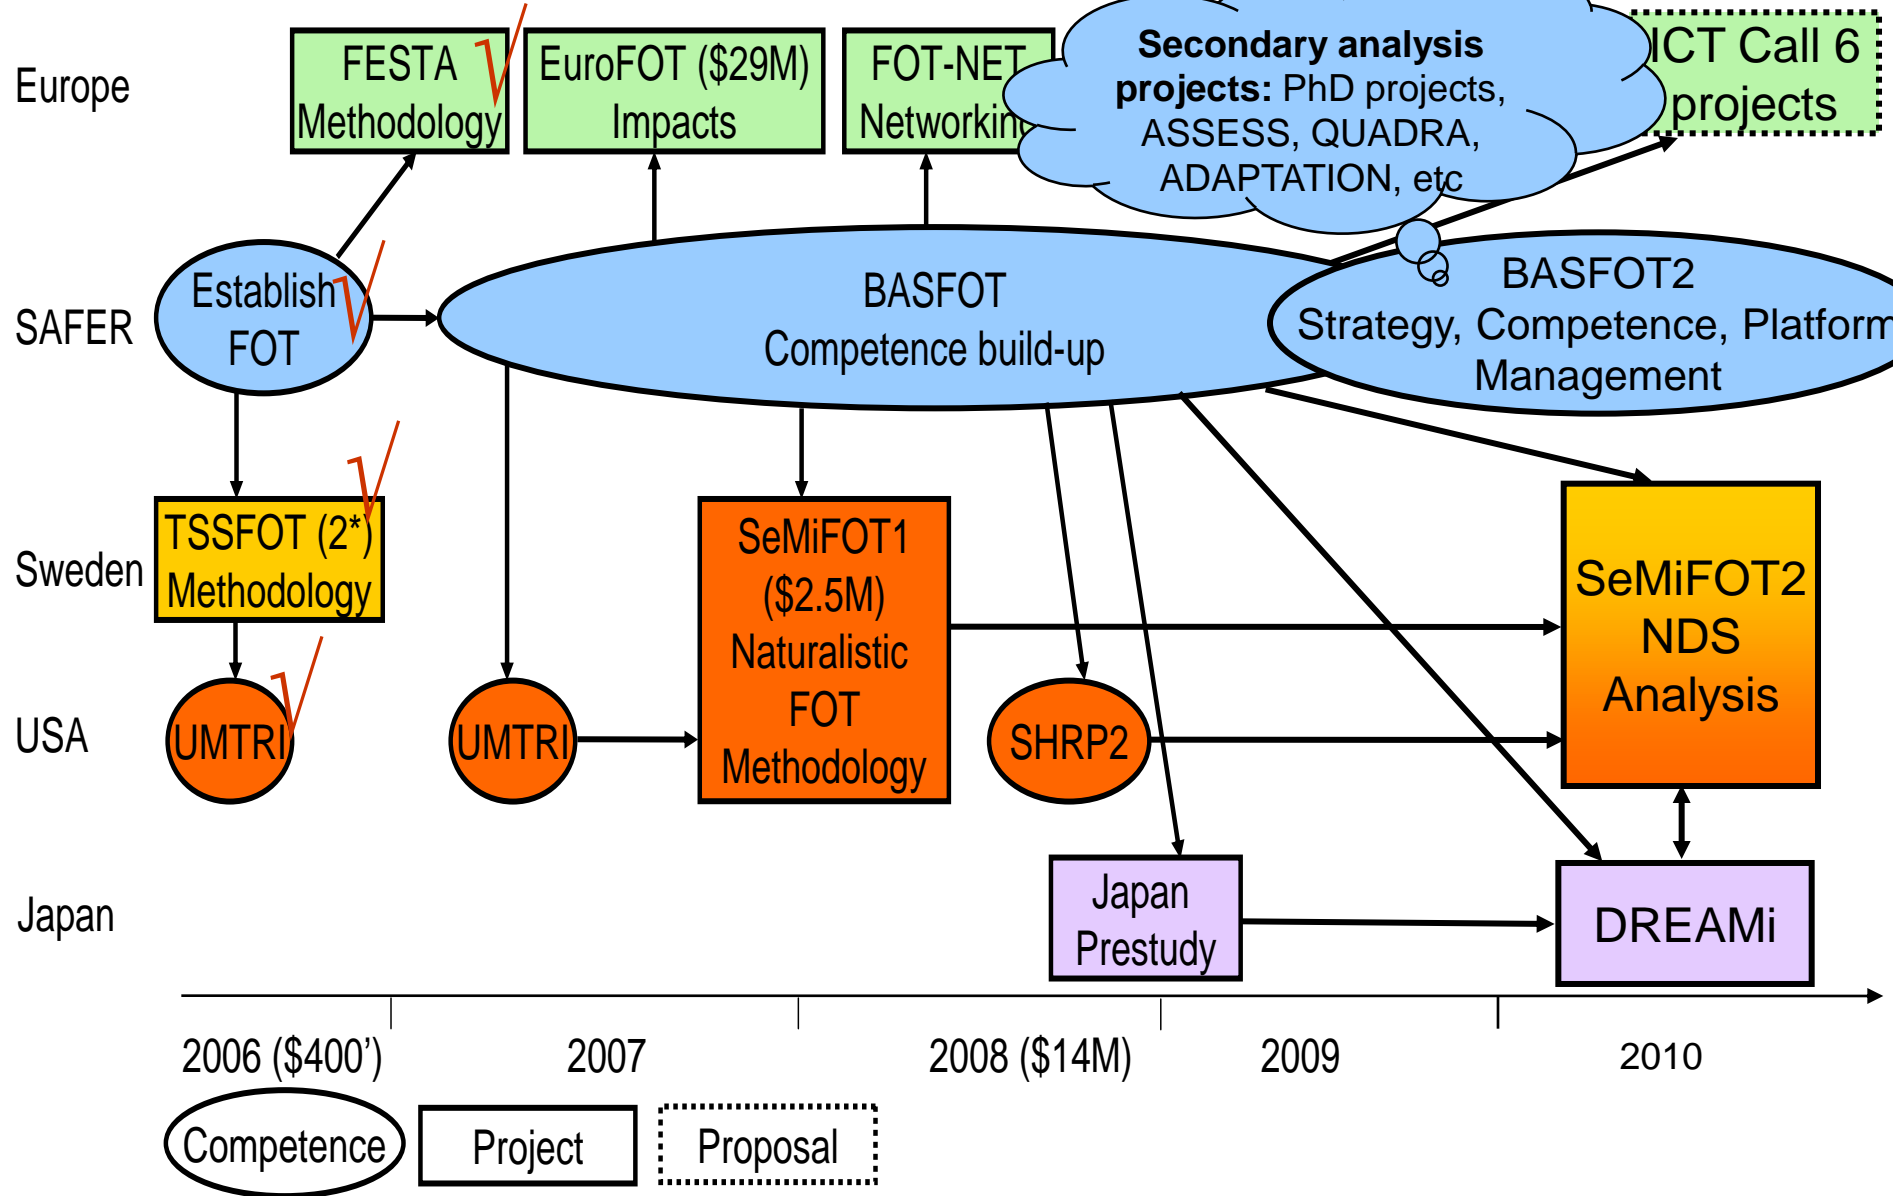 Europe
FESTA
Methodology
EuroFOT ($29M)
Impacts
FOT-NET
Networking
Secondary analysis
projects: PhD projects,
ASSESS, QUADRA,
ADAPTATION, etc
ICT Call 6
projects
SAFER
Establish
FOT
BASFOT
Competence build-up
BASFOT2
Strategy, Competence, Platform
Management
Sweden
TSSFOT (2*)
Methodology
SeMiFOT1
($2.5M)
Naturalistic
FOT
Methodology
SeMiFOT2
NDS
Analysis
USA
UMTRI
UMTRI
SHRP2
Japan
Japan
Prestudy
DREAMi
2006 ($400’)
2007
2008 ($14M)
2009
2010
Competence
Project
Proposal